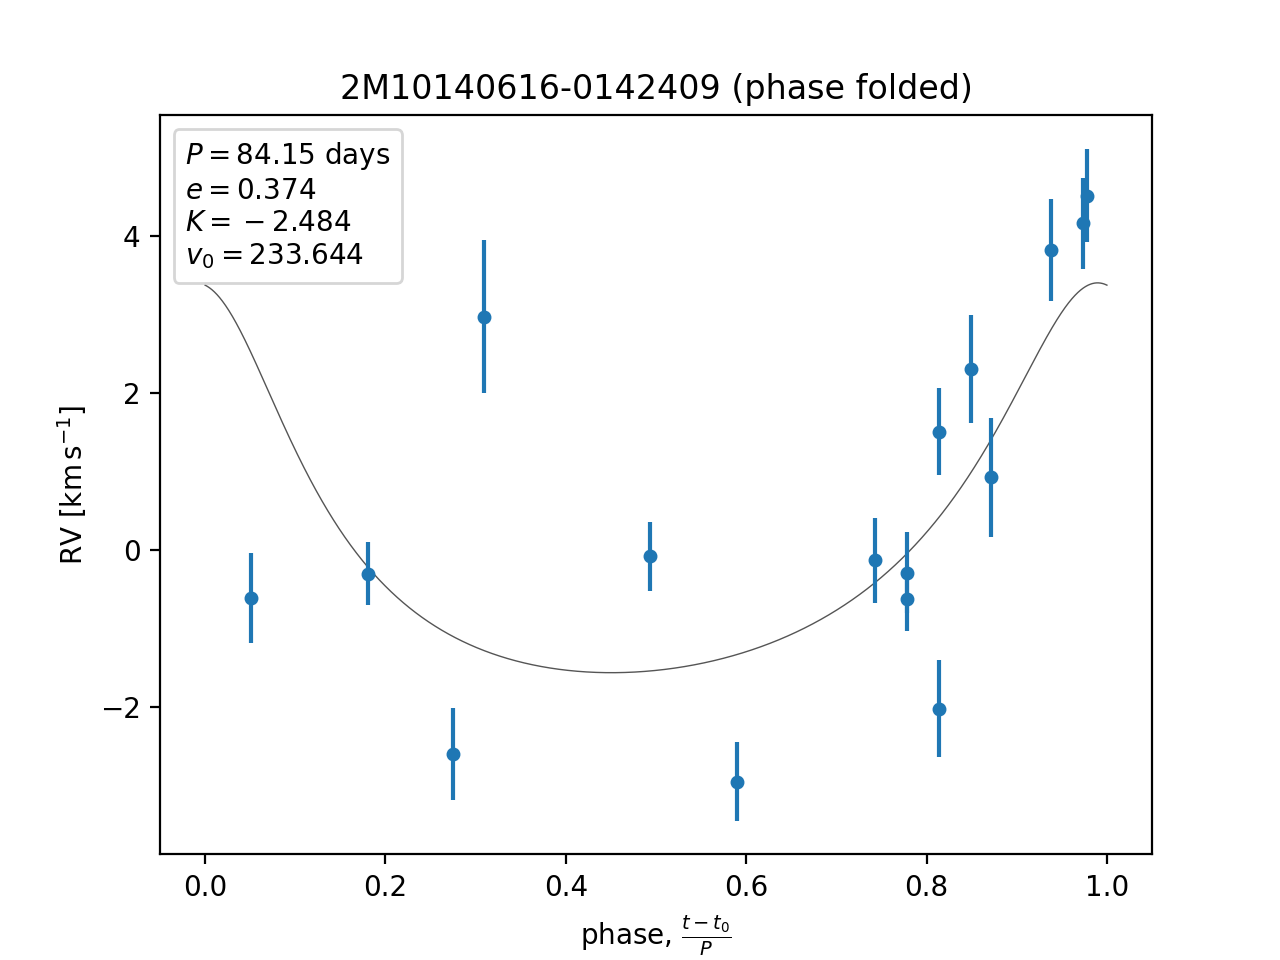 2M10140616-0142409 (phase folded)
P = 84.15 days
e = 0.374
K = −2.484
v₀ = 233.644
RV [km s⁻¹]
4
2
0
−2
0.0 0.2 0.4 0.6 0.8 1.0
phase, (t − t₀)/P